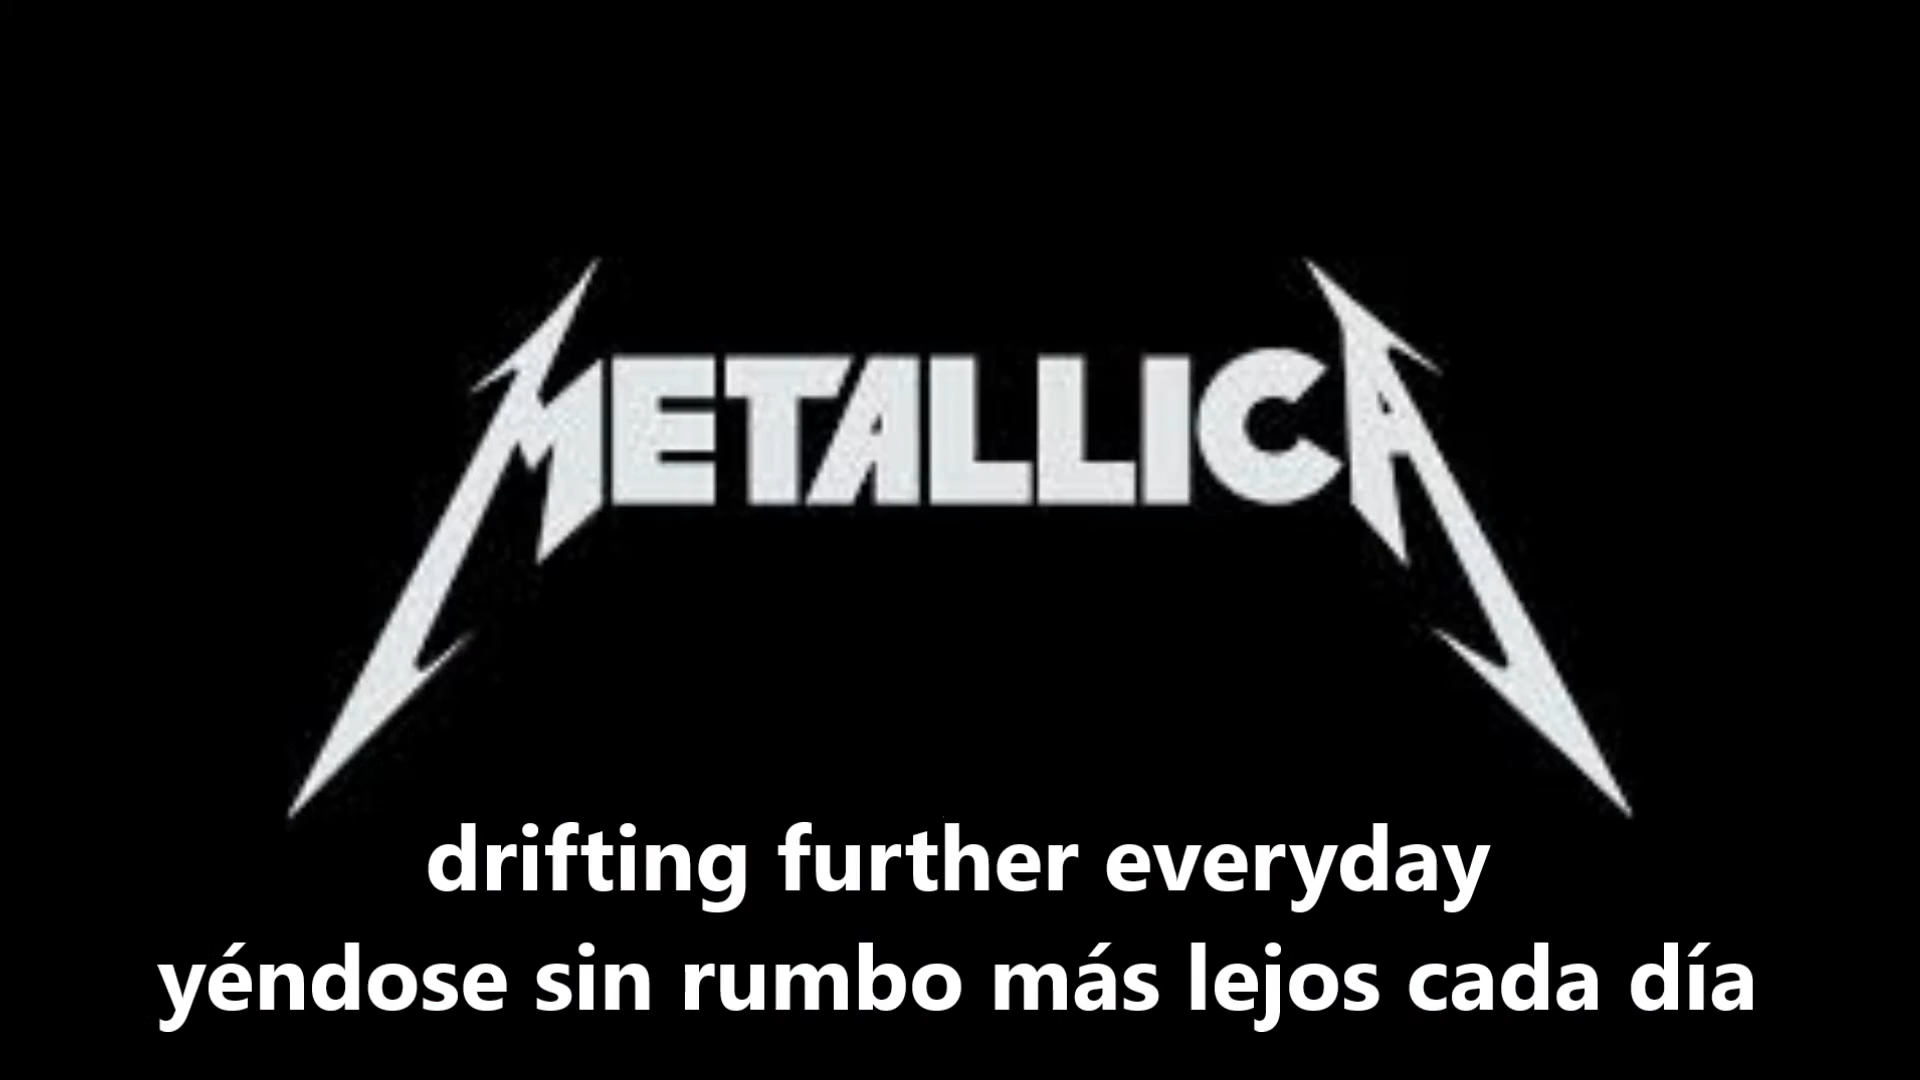 METALLICA
drifting further everyday
yéndose sin rumbo más lejos cada día